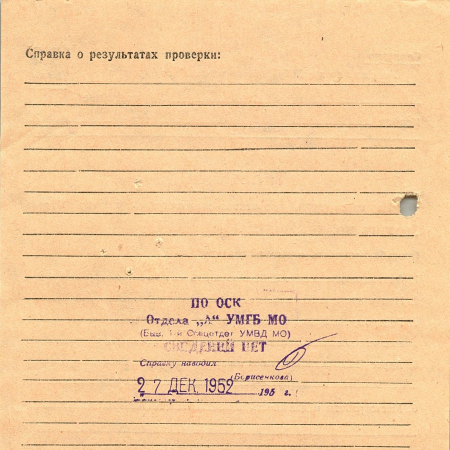 Справка о результатах проверки:
ПО ОСК
Отдела „А“ УМГБ МО
(Быв. 1-й Спецотдел УМВД МО)
СВЕДЕНИЙ НЕТ
Справку наводил
(Борисечкова)
27 ДЕК 1952 195 г.